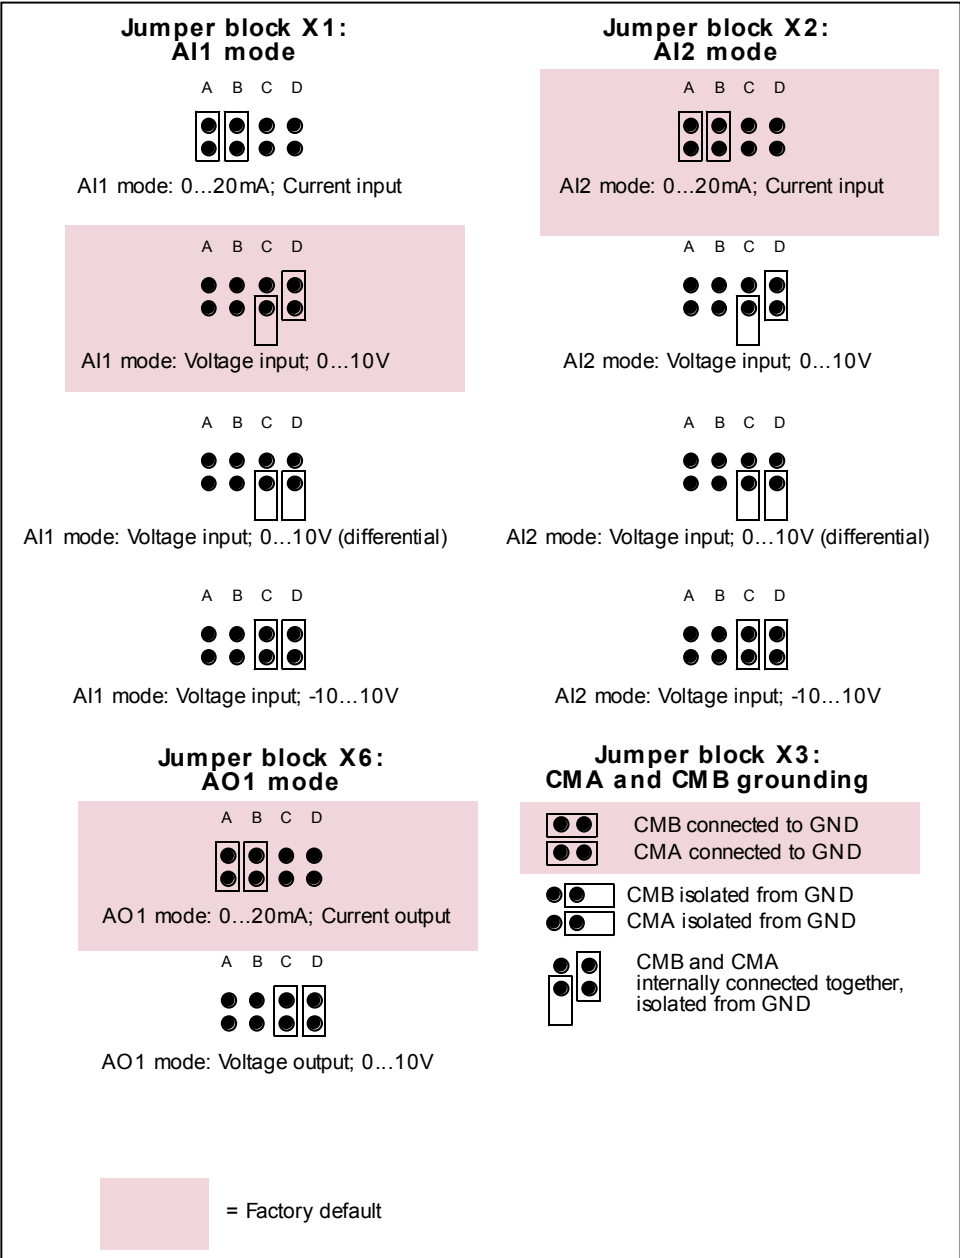 Jumper block X1:
AI1 mode
A B C D
AI1 mode: 0...20mA; Current input
A B C D
AI1 mode: Voltage input; 0...10V
A B C D
AI1 mode: Voltage input; 0...10V (differential)
A B C D
AI1 mode: Voltage input; -10...10V
Jumper block X2:
AI2 mode
A B C D
AI2 mode: 0...20mA; Current input
A B C D
AI2 mode: Voltage input; 0...10V
A B C D
AI2 mode: Voltage input; 0...10V (differential)
A B C D
AI2 mode: Voltage input; -10...10V
Jumper block X6:
AO1 mode
A B C D
AO1 mode: 0...20mA; Current output
A B C D
AO1 mode: Voltage output; 0...10V
Jumper block X3:
CMA and CMB grounding
CMB connected to GND
CMA connected to GND
CMB isolated from GND
CMA isolated from GND
CMB and CMA
internally connected together,
isolated from GND
= Factory default